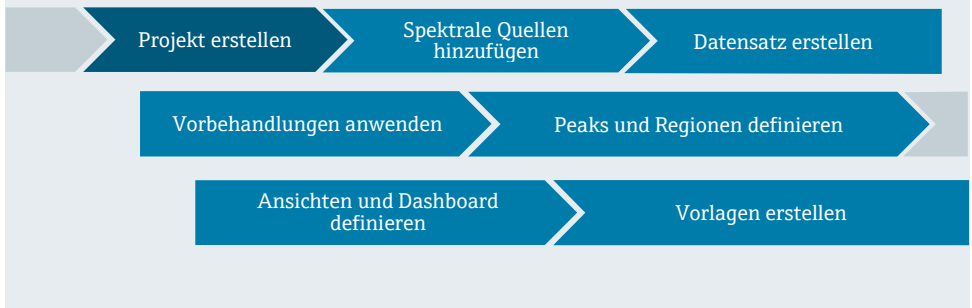 Projekt erstellen
Spektrale Quellen
hinzufügen
Datensatz erstellen
Vorbehandlungen anwenden
Peaks und Regionen definieren
Ansichten und Dashboard
definieren
Vorlagen erstellen